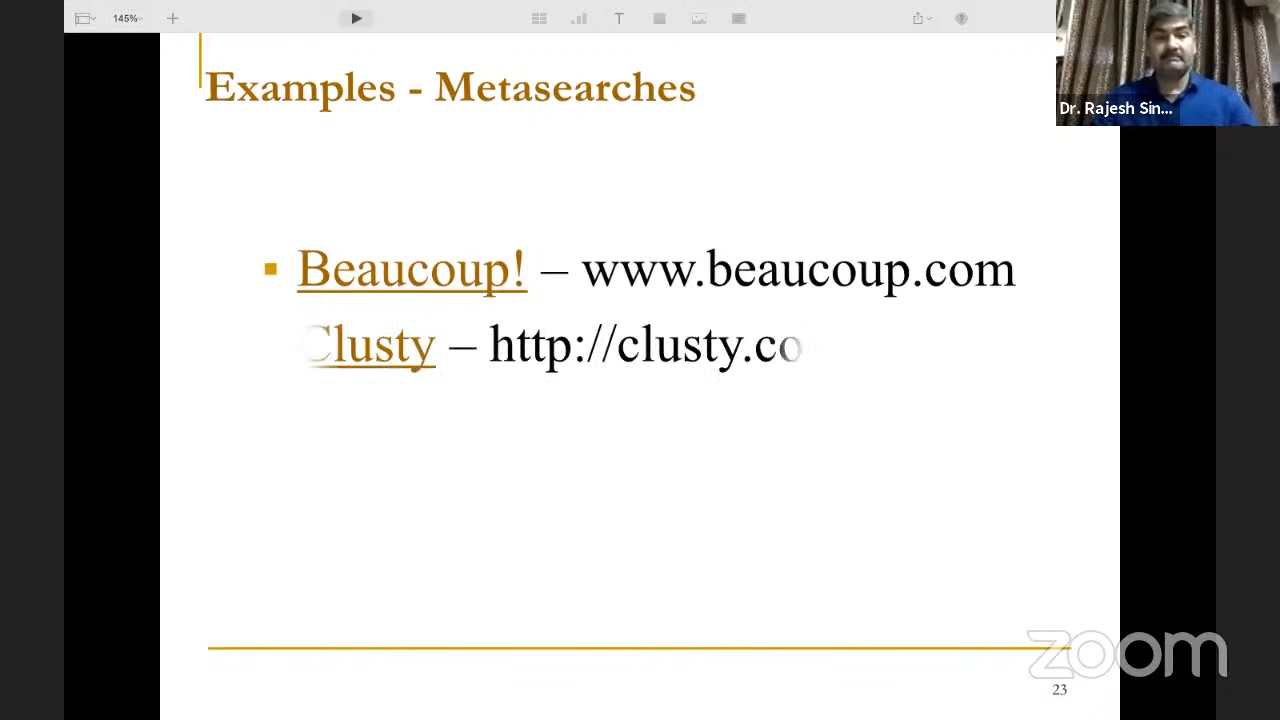 145%
Examples - Metasearches
Dr. Rajesh Sin...
Beaucoup! – www.beaucoup.com
Clusty – http://clusty.co
zoom
23